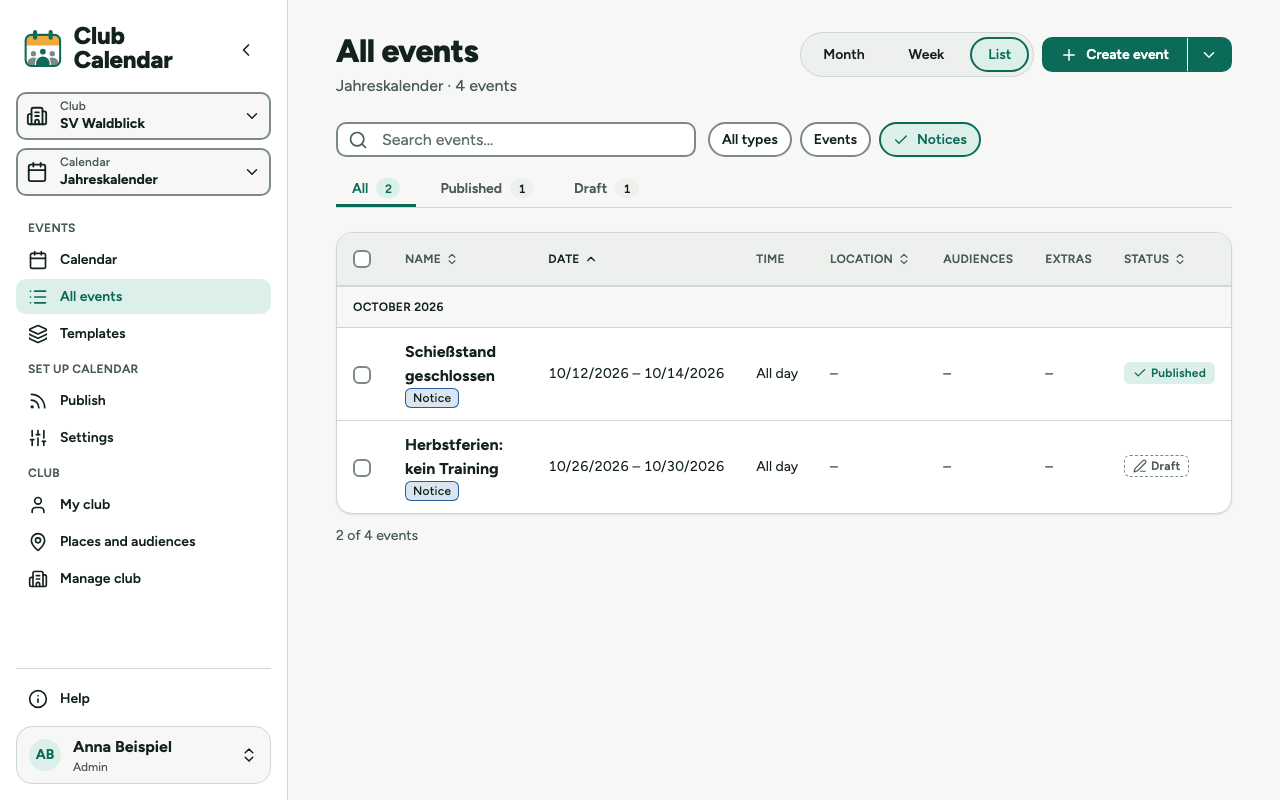 Club
Calendar
Club
SV Waldblick
Calendar
Jahreskalender
EVENTS
Calendar
All events
Templates
SET UP CALENDAR
Publish
Settings
CLUB
My club
Places and audiences
Manage club
Help
AB
Anna Beispiel
Admin
All events
Jahreskalender · 4 events
Month Week List
Create event
Search events...
All types Events Notices
All 2 Published 1 Draft 1
NAME DATE TIME LOCATION AUDIENCES EXTRAS STATUS
OCTOBER 2026
Schießstand
geschlossen
Notice
10/12/2026 – 10/14/2026 All day – – – Published
Herbstferien:
kein Training
Notice
10/26/2026 – 10/30/2026 All day – – – Draft
2 of 4 events